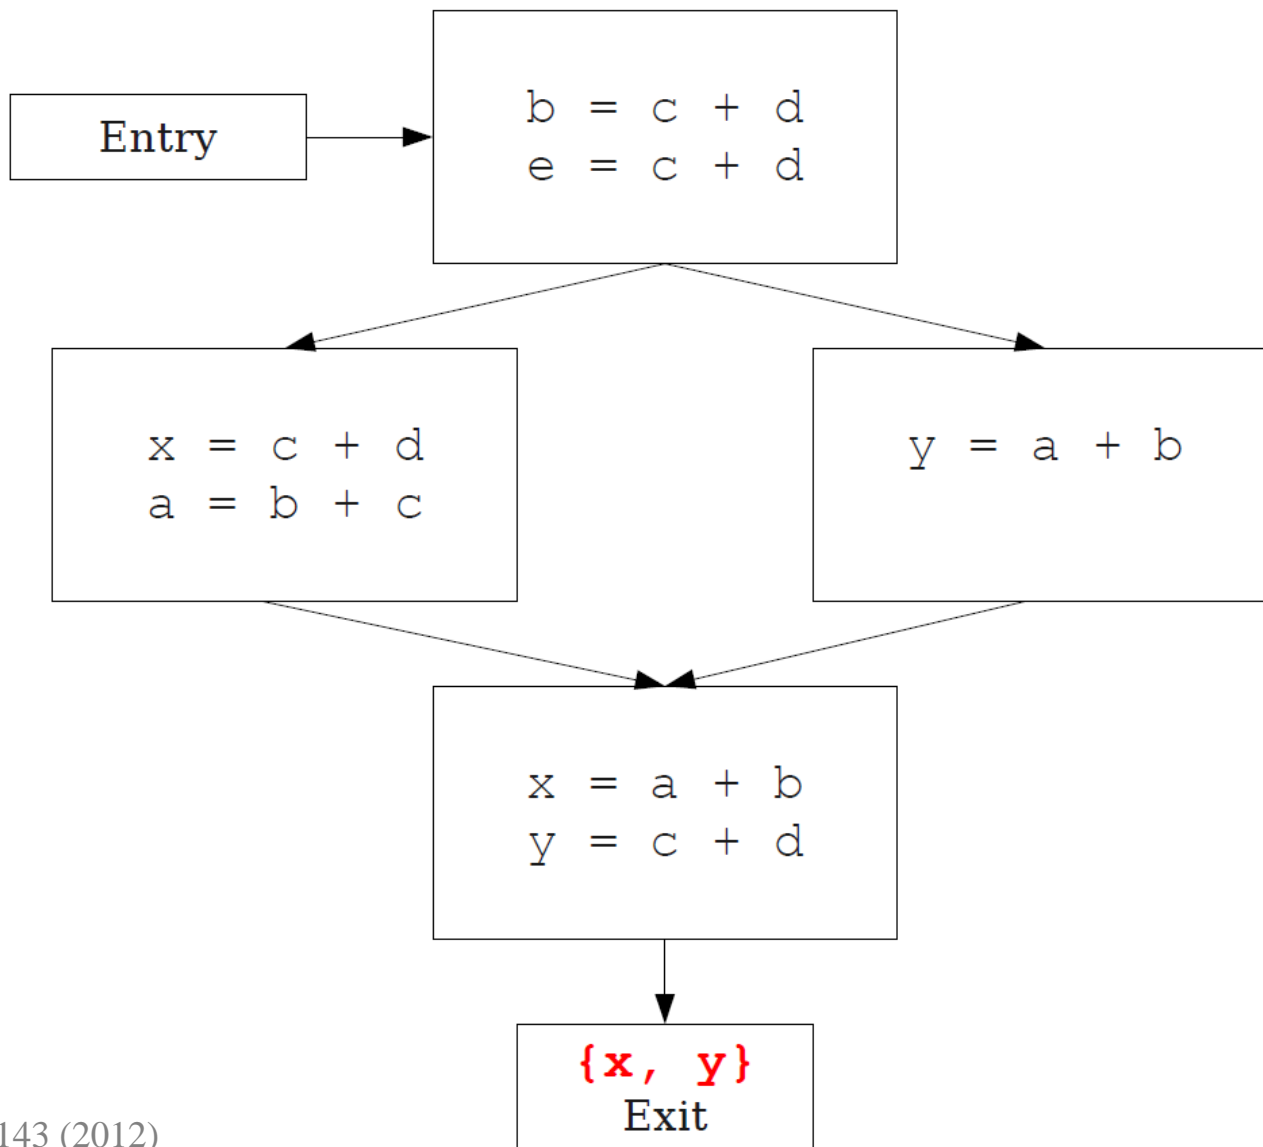 Entry
b = c + d
e = c + d
x = c + d
a = b + c
y = a + b
x = a + b
y = c + d
{x, y}
Exit
143 (2012)